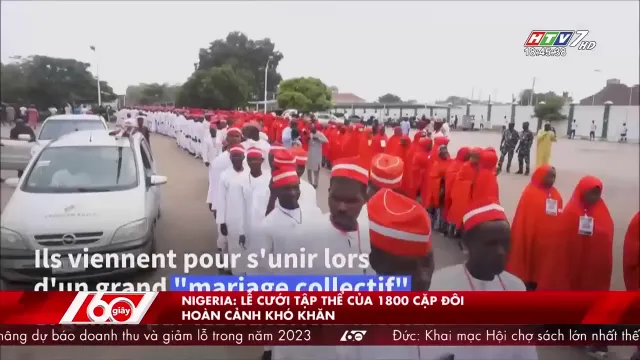 HTV7 HD
18:45:38
Ils viennent pour s'unir lors
d'un grand "mariage collectif"
60 giây
NIGERIA: LỄ CƯỚI TẬP THỂ CỦA 1800 CẶP ĐÔI
HOÀN CẢNH KHÓ KHĂN
năng dự báo doanh thu và giảm lỗ trong năm 2023 60 Đức: Khai mạc Hội chợ sách lớn nhất thế